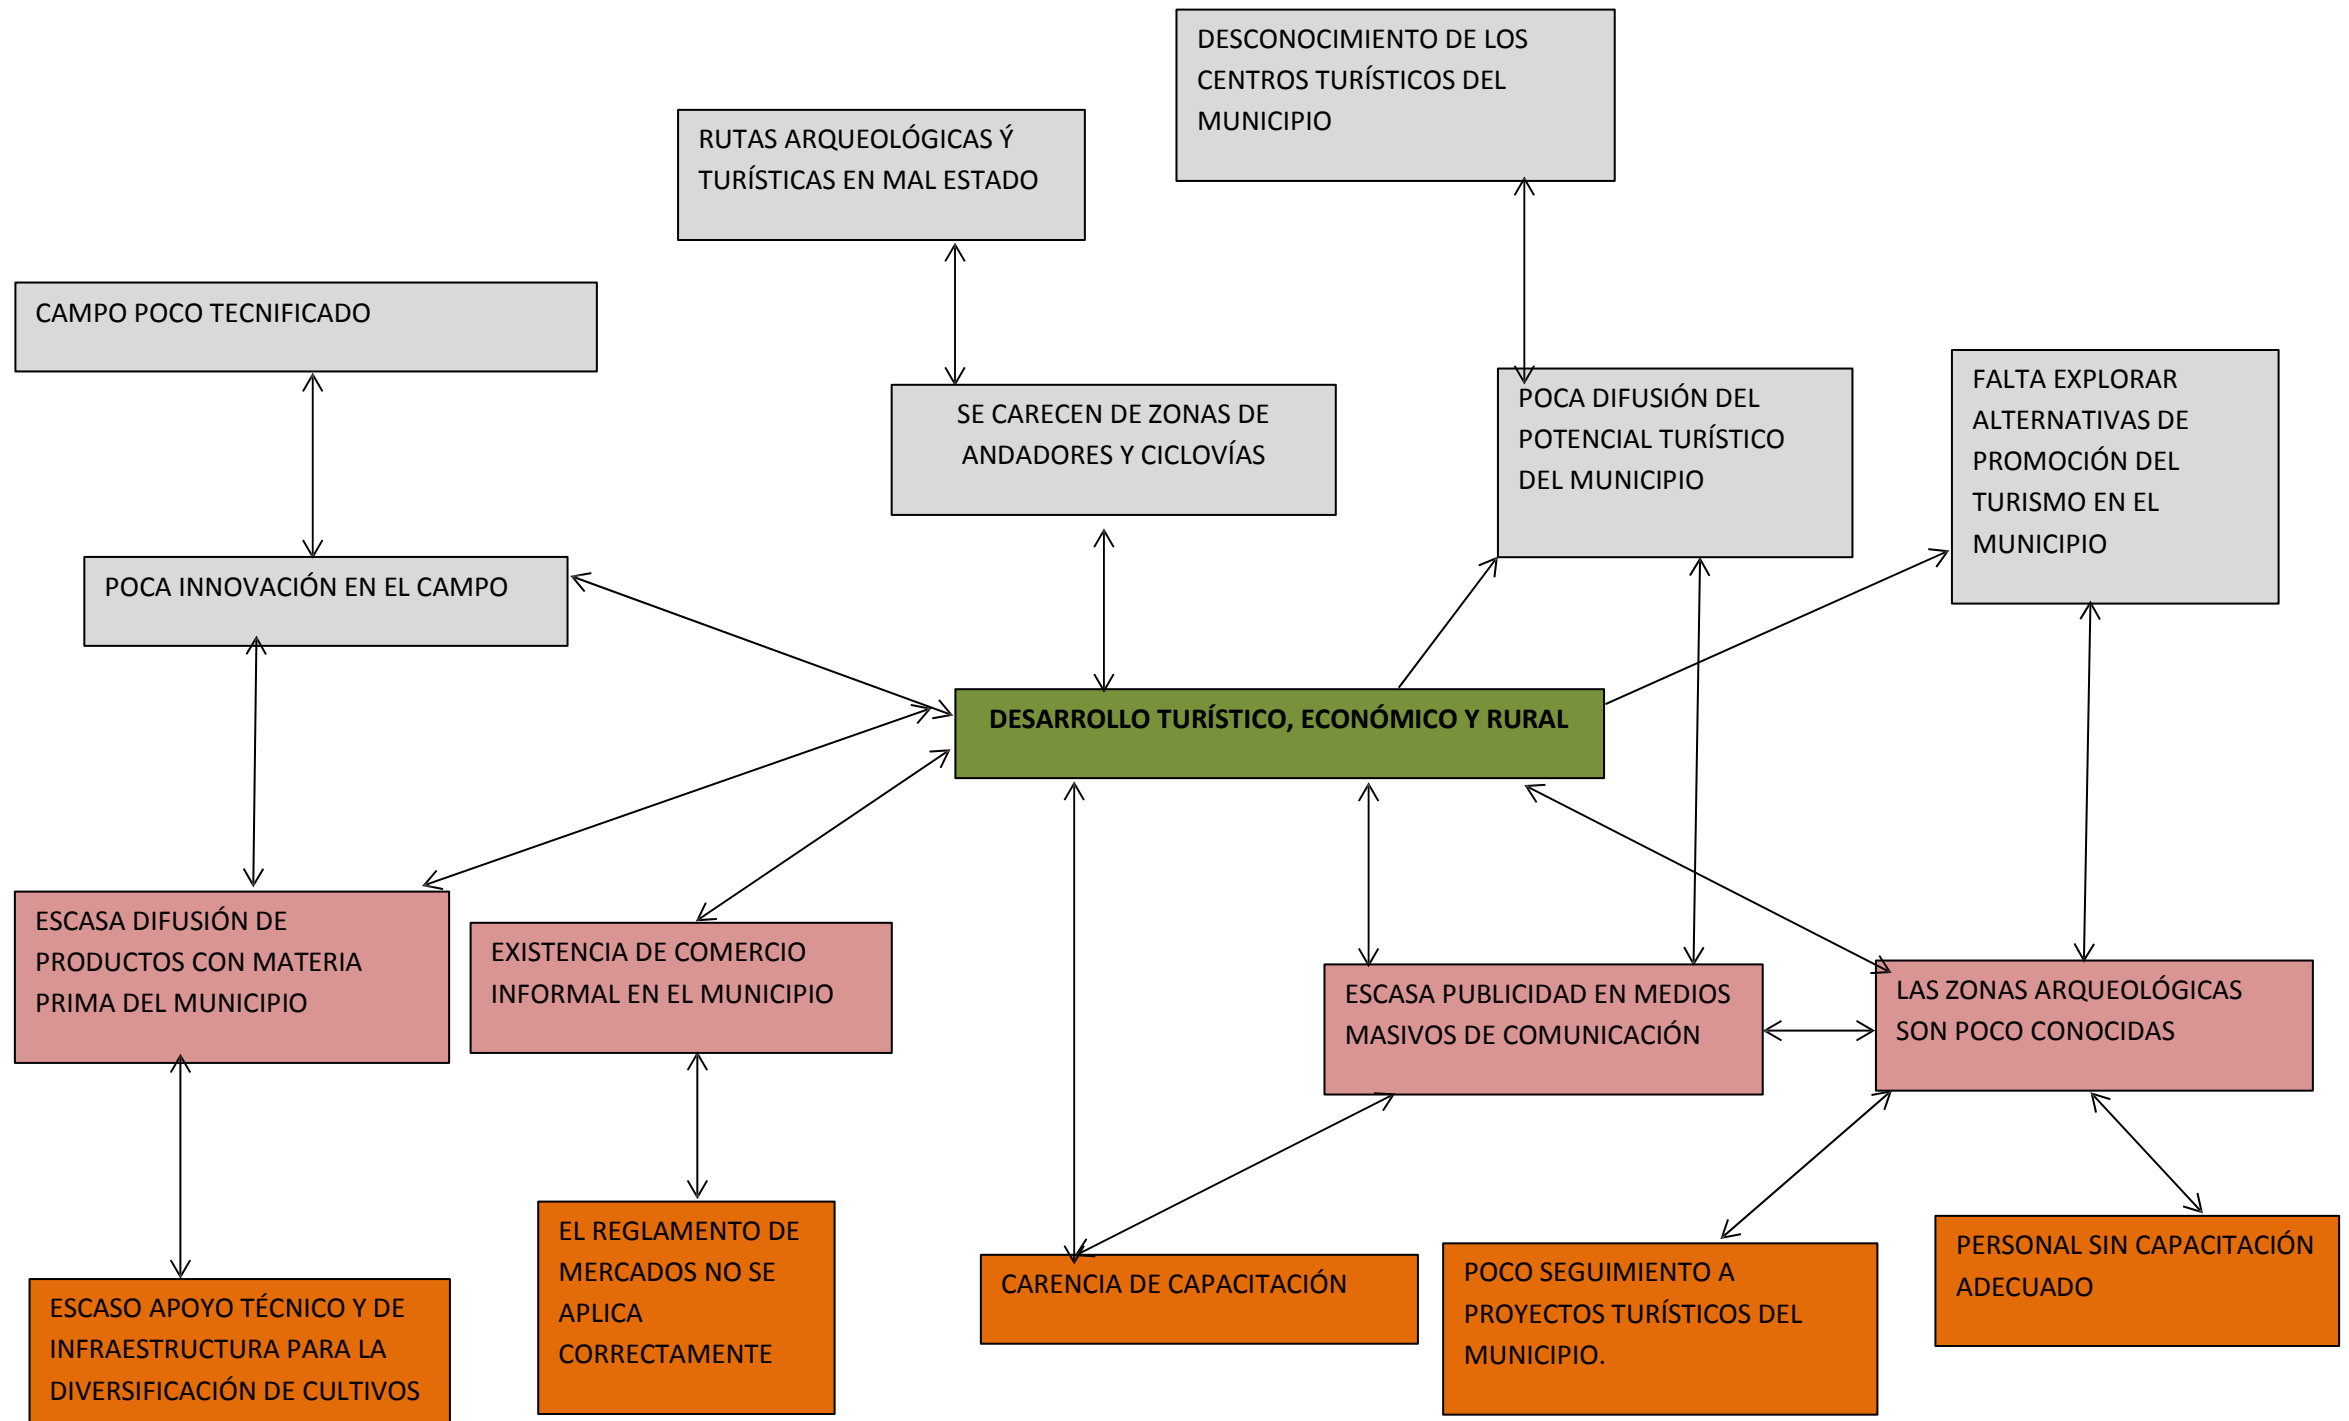 DESCONOCIMIENTO DE LOS
CENTROS TURÍSTICOS DEL
MUNICIPIO
RUTAS ARQUEOLÓGICAS Ý
TURÍSTICAS EN MAL ESTADO
CAMPO POCO TECNIFICADO
SE CARECEN DE ZONAS DE
ANDADORES Y CICLOVÍAS
POCA DIFUSIÓN DEL
POTENCIAL TURÍSTICO
DEL MUNICIPIO
FALTA EXPLORAR
ALTERNATIVAS DE
PROMOCIÓN DEL
TURISMO EN EL
MUNICIPIO
POCA INNOVACIÓN EN EL CAMPO
DESARROLLO TURÍSTICO, ECONÓMICO Y RURAL
ESCASA DIFUSIÓN DE
PRODUCTOS CON MATERIA
PRIMA DEL MUNICIPIO
EXISTENCIA DE COMERCIO
INFORMAL EN EL MUNICIPIO
ESCASA PUBLICIDAD EN MEDIOS
MASIVOS DE COMUNICACIÓN
LAS ZONAS ARQUEOLÓGICAS
SON POCO CONOCIDAS
ESCASO APOYO TÉCNICO Y DE
INFRAESTRUCTURA PARA LA
DIVERSIFICACIÓN DE CULTIVOS
EL REGLAMENTO DE
MERCADOS NO SE
APLICA
CORRECTAMENTE
CARENCIA DE CAPACITACIÓN
POCO SEGUIMIENTO A
PROYECTOS TURÍSTICOS DEL
MUNICIPIO.
PERSONAL SIN CAPACITACIÓN
ADECUADO